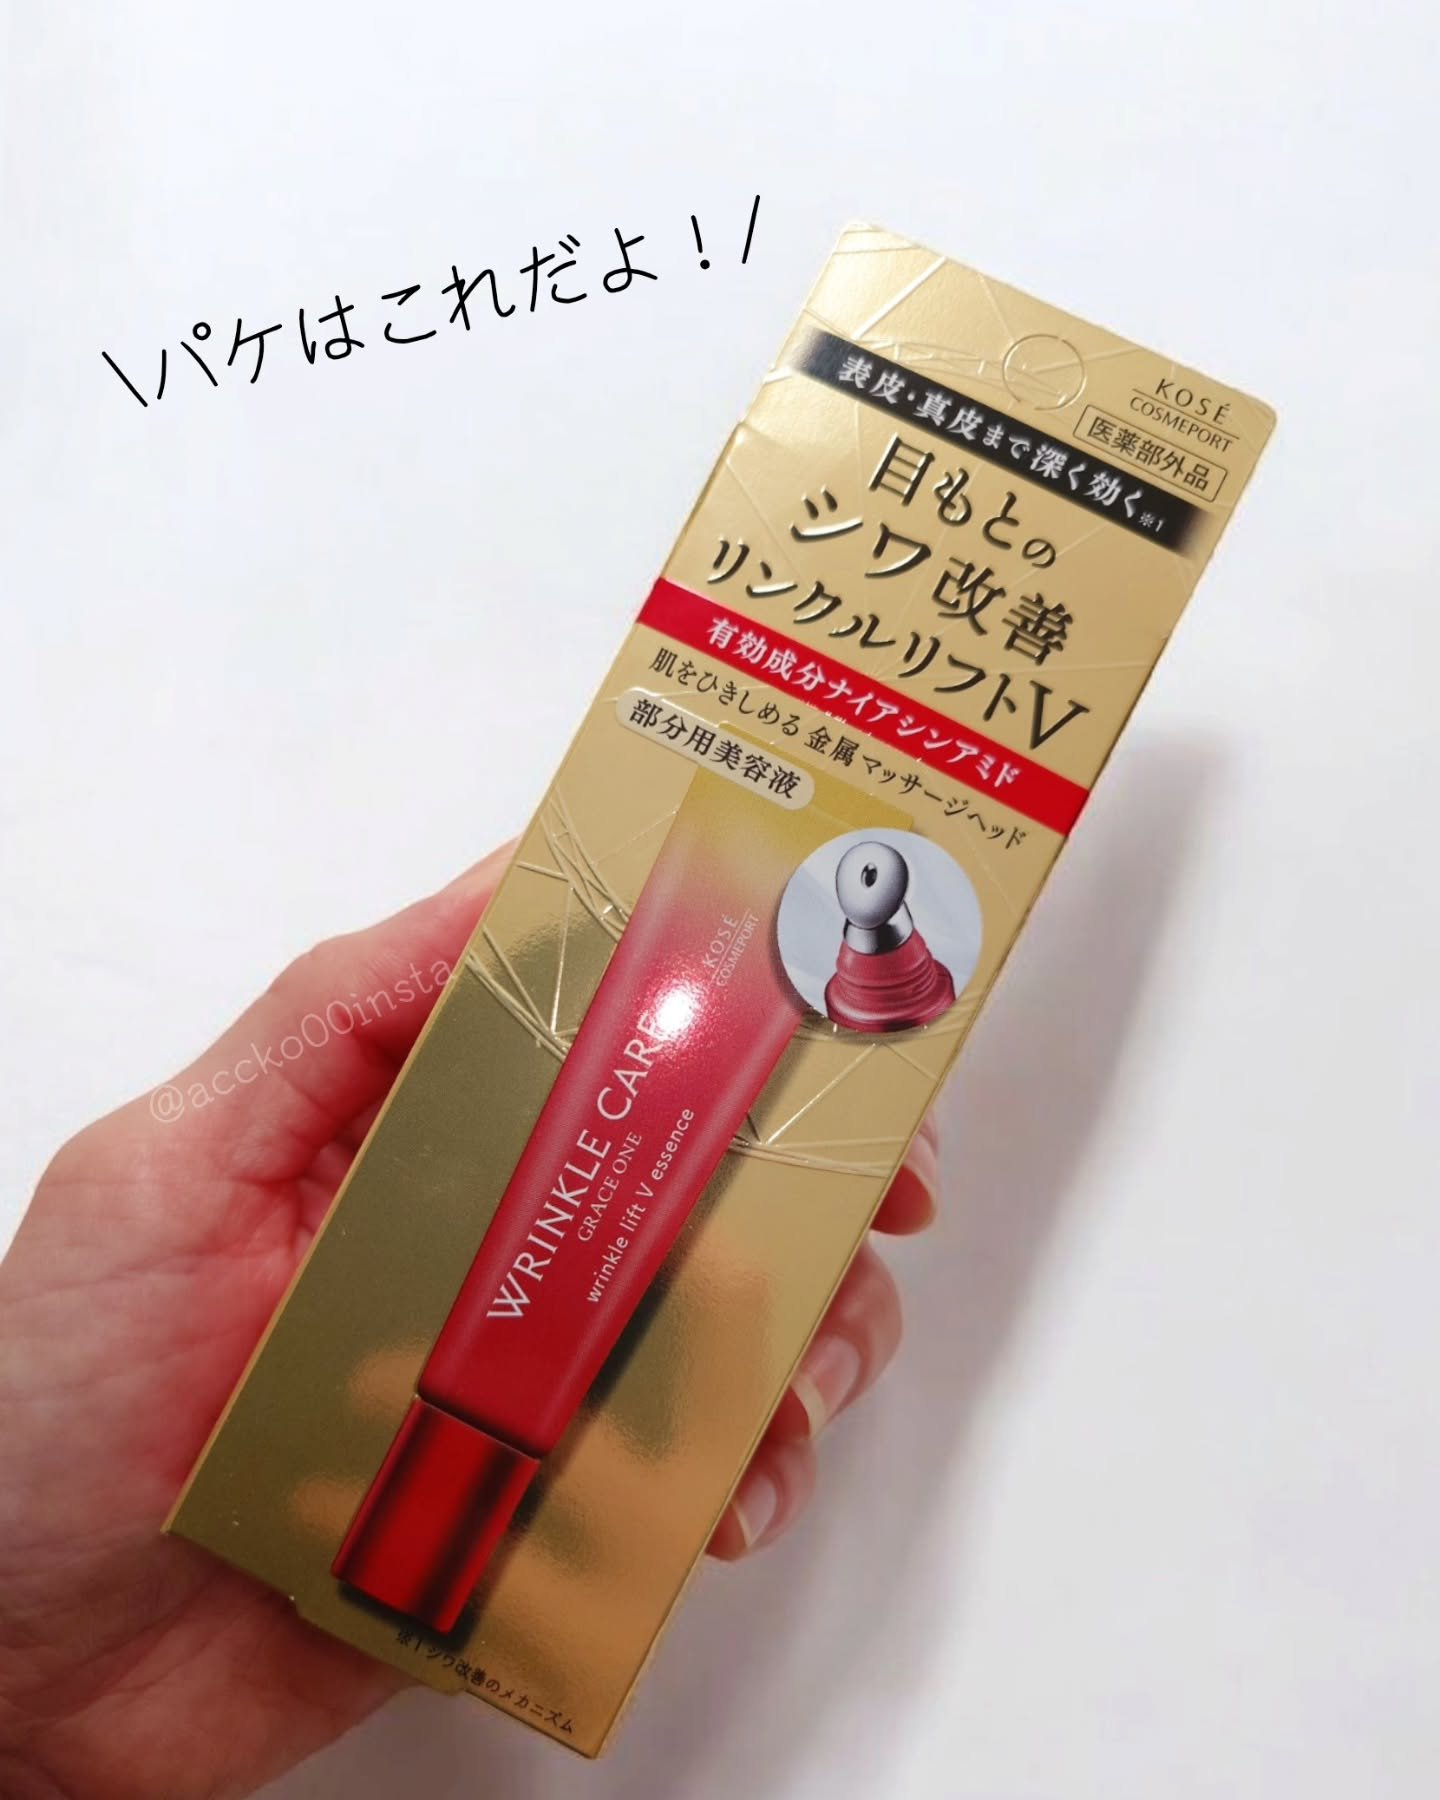 \パケはこれだよ！/
KOSÉ
COSMEPORT
医薬部外品
表皮・真皮まで深く効く※1
目もとの
シワ改善
リンクルリフトV
有効成分ナイアシンアミド
肌をひきしめる 金属マッサージヘッド
部分用美容液
KOSÉ
COSMEPORT
WRINKLE CARE
GRACE ONE
wrinkle lift V essence
@accko00insta
※1シワ改善のメカニズム